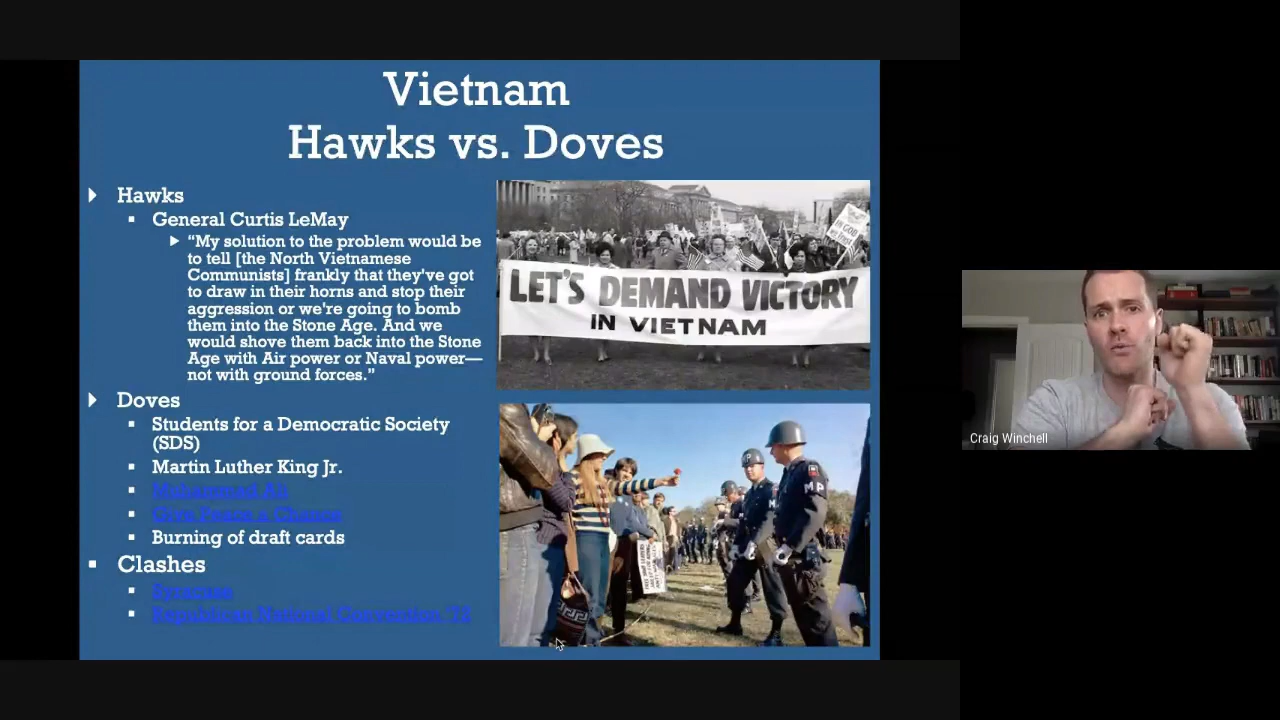 Vietnam
Hawks vs. Doves
Hawks
General Curtis LeMay
“My solution to the problem would be
to tell [the North Vietnamese
Communists] frankly that they've got
to draw in their horns and stop their
aggression or we're going to bomb
them into the Stone Age. And we
would shove them back into the Stone
Age with Air power or Naval power—
not with ground forces.”
Doves
Students for a Democratic Society
(SDS)
Martin Luther King Jr.
Give Peace a Chance
Burning of draft cards
Clashes
Syracuse
Republican National Convention '72
LET'S DEMAND VICTORY
IN VIETNAM
in GOD
we Trust
MP
Craig Winchell